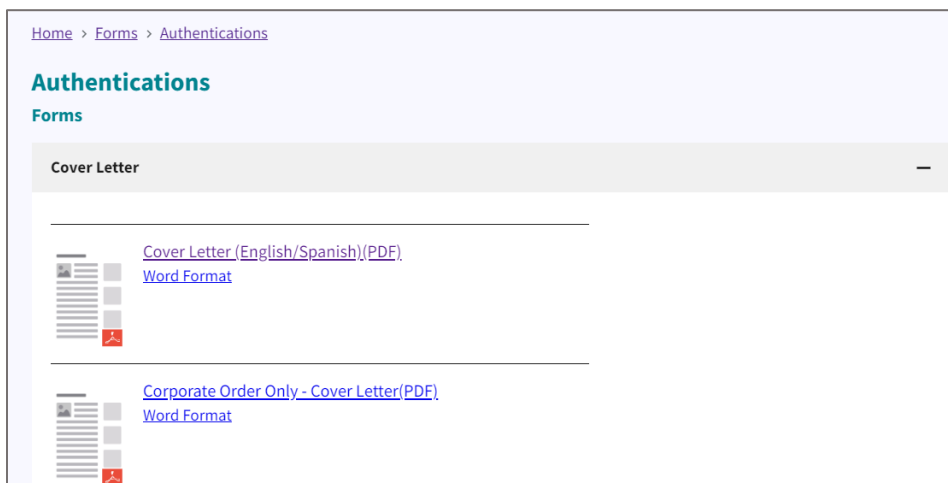 Home > Forms > Authentications
Authentications
Forms
Cover Letter
Cover Letter (English/Spanish)(PDF)
Word Format
Corporate Order Only - Cover Letter(PDF)
Word Format